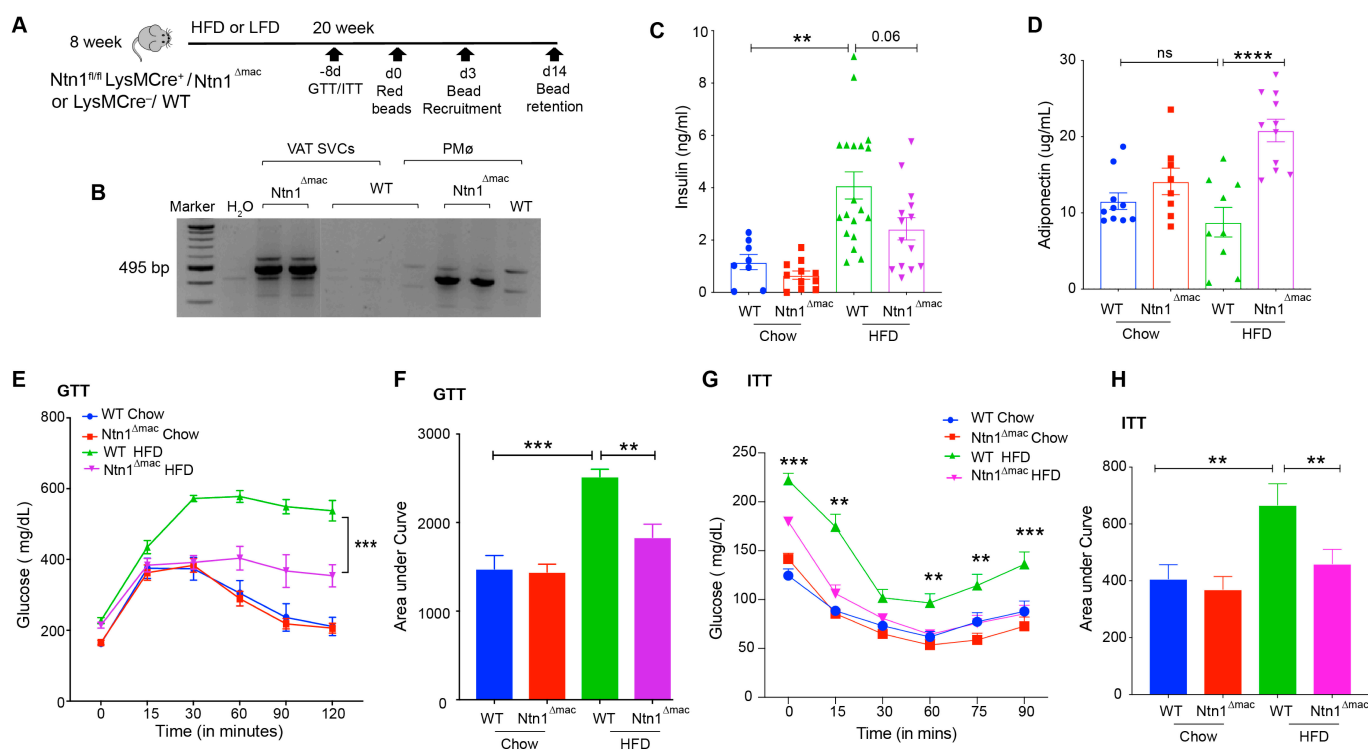 A
8 week
HFD or LFD
20 week
Ntn1fl/fl LysMCre+ /Ntn1Δmac
or LysMCre–/ WT
-8d
GTT/ITT
d0
Red
beads
d3
Bead
Recruitment
d14
Bead
retention
B
VAT SVCs
PMø
Marker
H2O
Ntn1Δmac
WT
Ntn1Δmac
WT
495 bp
C
**
0.06
Insulin (ng/ml)
10
8
6
4
2
0
WT
Ntn1Δmac
WT
Ntn1Δmac
Chow
HFD
D
ns
****
Adiponectin (ug/mL)
30
20
10
0
WT
Ntn1Δmac
WT
Ntn1Δmac
Chow
HFD
E
GTT
WT Chow
Ntn1Δmac Chow
WT HFD
Ntn1Δmac HFD
***
Glucose ( mg/dL)
800
600
400
200
0
0 15 30 60 90 120
Time (in minutes)
F
GTT
***
**
Area under Curve
3000
2000
1000
0
WT
Ntn1Δmac
WT
Ntn1Δmac
Chow
HFD
G
ITT
WT Chow
Ntn1Δmac Chow
WT HFD
Ntn1Δmac HFD
***
**
**
**
***
Glucose ( mg/dL)
250
200
150
100
50
0
0 15 30 60 75 90
Time (in mins)
H
ITT
**
**
Area under Curve
800
600
400
200
0
WT
Ntn1Δmac
WT
Ntn1Δmac
Chow
HFD